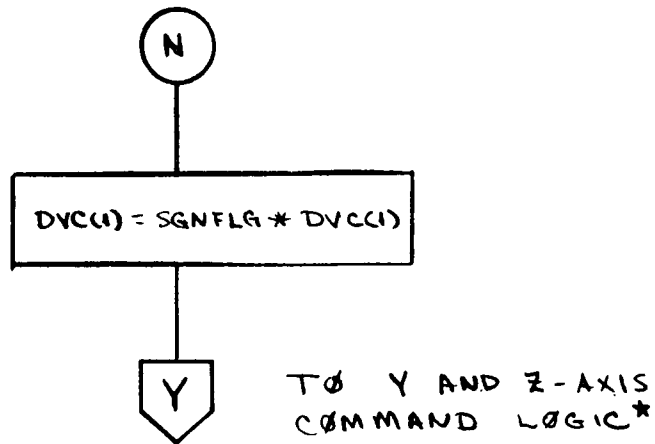 N
DVC(1) = SGNFLG * DVC(1)
Y
TØ Y AND Z-AXIS
CØMMAND LØGIC*